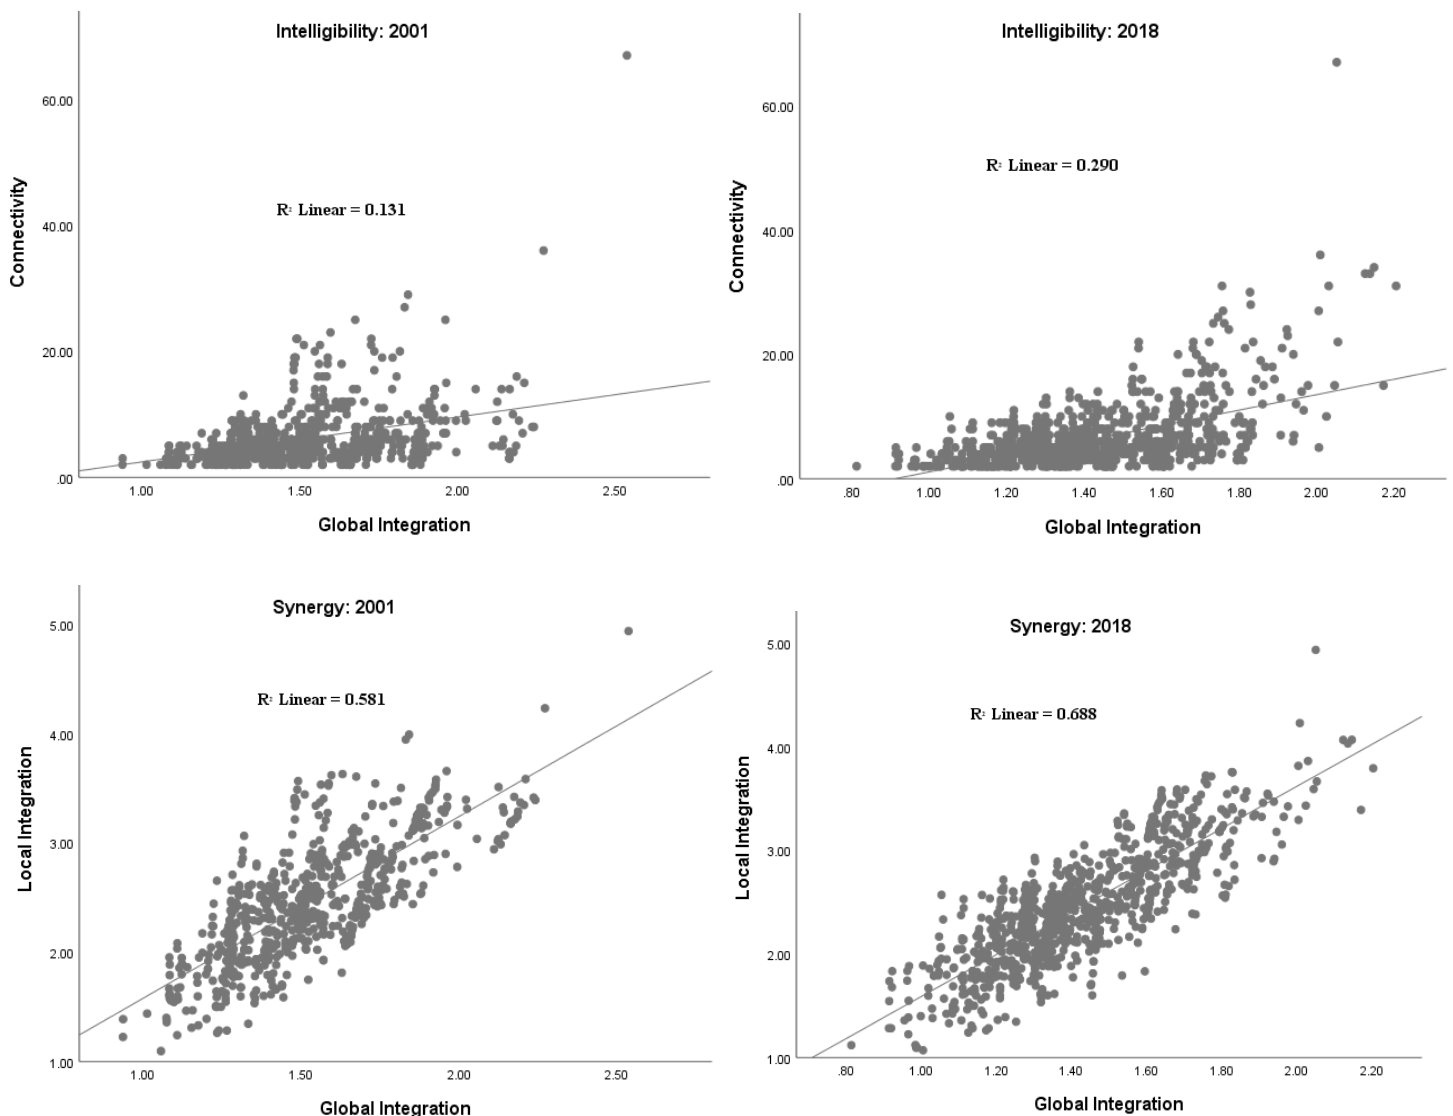 Intelligibility: 2001
R² Linear = 0.131
Connectivity
60.00
40.00
20.00
.00
1.00 1.50 2.00 2.50
Global Integration
Intelligibility: 2018
R² Linear = 0.290
Connectivity
60.00
40.00
20.00
.00
.80 1.00 1.20 1.40 1.60 1.80 2.00 2.20
Global Integration
Synergy: 2001
R² Linear = 0.581
Local Integration
5.00
4.00
3.00
2.00
1.00
1.00 1.50 2.00 2.50
Global Integration
Synergy: 2018
R² Linear = 0.688
Local Integration
5.00
4.00
3.00
2.00
1.00
.80 1.00 1.20 1.40 1.60 1.80 2.00 2.20
Global Integration